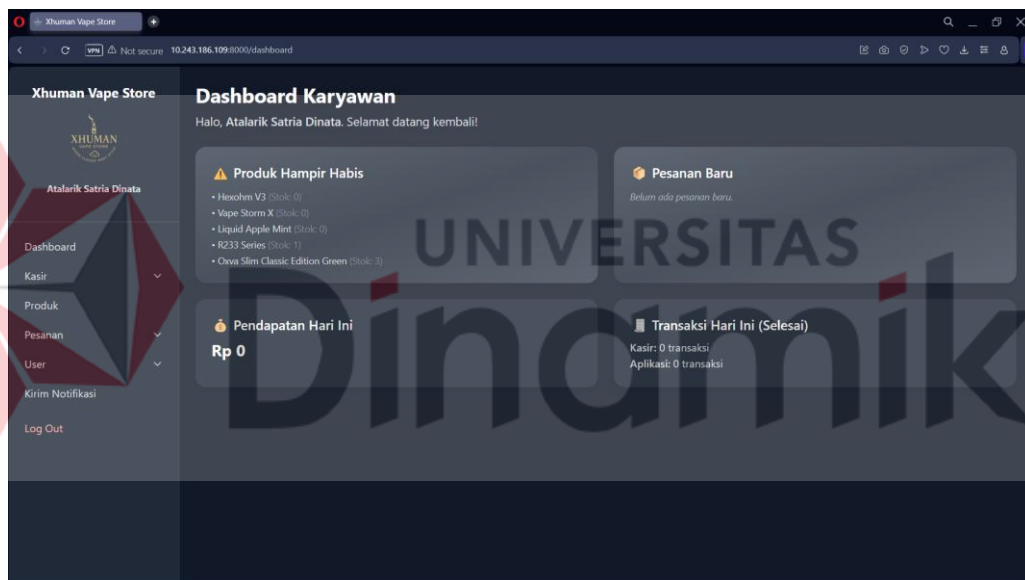 Xhuman Vape Store
VPN Not secure 10.243.186.109:8000/dashboard
Xhuman Vape Store
XHUMAN
VAPE STORE
Atalarik Satria Dinata
Dashboard
Kasir
Produk
Pesanan
User
Kirim Notifikasi
Log Out
Dashboard Karyawan
Halo, Atalarik Satria Dinata. Selamat datang kembali!
Produk Hampir Habis
• Hexohm V3 (Stok: 0)
• Vape Storm X (Stok: 0)
• Liquid Apple Mint (Stok: 0)
• R233 Series (Stok: 1)
• Oxva Slim Classic Edition Green (Stok: 3)
Pesanan Baru
Belum ada pesanan baru.
Pendapatan Hari Ini
Rp 0
Transaksi Hari Ini (Selesai)
Kasir: 0 transaksi
Aplikasi: 0 transaksi
UNIVERSITAS
Dinamik